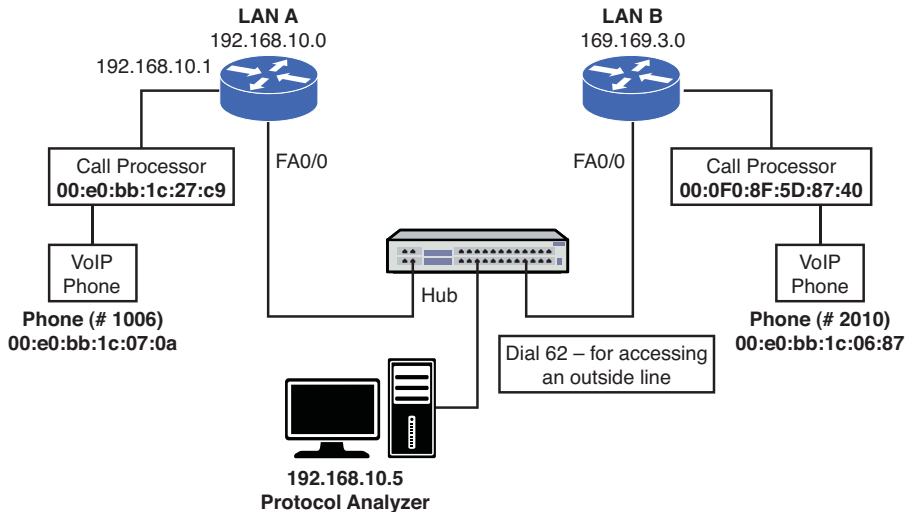 LAN A
192.168.10.0
192.168.10.1
LAN B
169.169.3.0
FA0/0
FA0/0
Call Processor
00:e0:bb:1c:27:c9
Call Processor
00:0F0:8F:5D:87:40
VoIP
Phone
Phone (# 1006)
00:e0:bb:1c:07:0a
Hub
VoIP
Phone
Phone (# 2010)
00:e0:bb:1c:06:87
Dial 62 – for accessing
an outside line
192.168.10.5
Protocol Analyzer